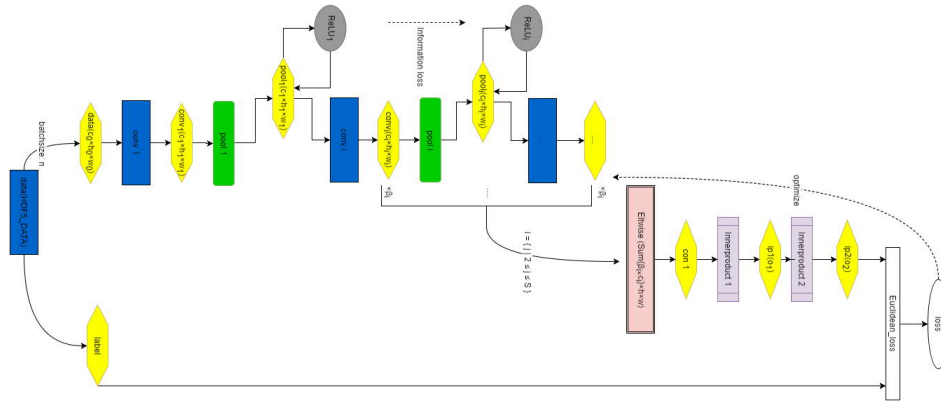 data(HDF5_DATA)
batchsize: n
data(c₀×h₀×w₀)
conv 1
conv₁(c₁×h₁×w₁)
pool 1
pool₁(c₁×h₁×w₁)
ReLU₁
Information loss
conv i
convᵢ(cᵢ×hᵢ×wᵢ)
pool i
poolᵢ(cᵢ×hᵢ×wᵢ)
ReLUᵢ
...
...
×βᵢ
...
×βⱼ
i = { j | 2 ≤ j ≤ S }
Eltwise (Sum(βᵢ×cᵢ)×h×w)
con 1
Innerproduct 1
ip1(o₁)
Innerproduct 2
ip2(o₂)
optimize
Euclidean_loss
loss
label